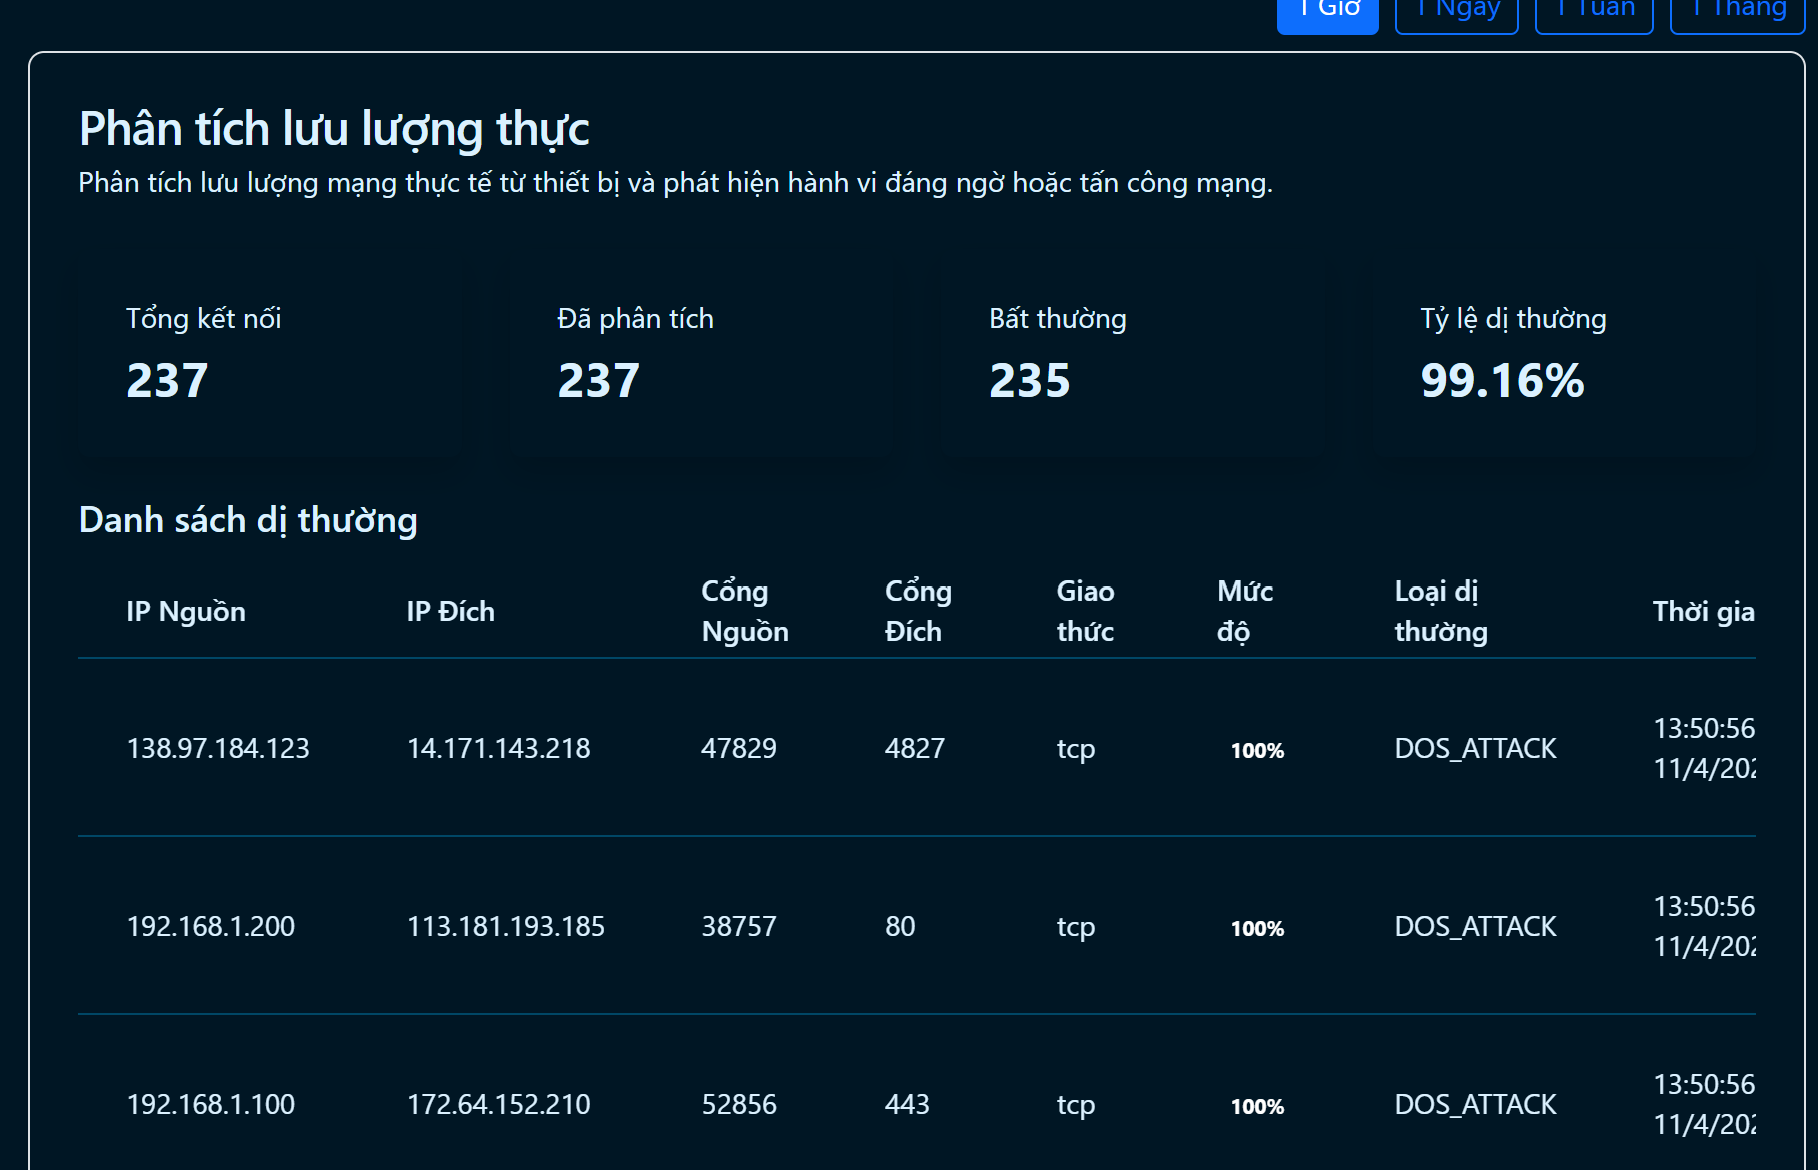 1 Giờ 1 Ngày 1 Tuần 1 Tháng
Phân tích lưu lượng thực
Phân tích lưu lượng mạng thực tế từ thiết bị và phát hiện hành vi đáng ngờ hoặc tấn công mạng.
Tổng kết nối Đã phân tích Bất thường Tỷ lệ dị thường
237 237 235 99.16%
Danh sách dị thường
IP Nguồn IP Đích Cổng Nguồn Cổng Đích Giao thức Mức độ Loại dị thường Thời gia
138.97.184.123 14.171.143.218 47829 4827 tcp 100% DOS_ATTACK 13:50:56
11/4/202
192.168.1.200 113.181.193.185 38757 80 tcp 100% DOS_ATTACK 13:50:56
11/4/202
192.168.1.100 172.64.152.210 52856 443 tcp 100% DOS_ATTACK 13:50:56
11/4/202